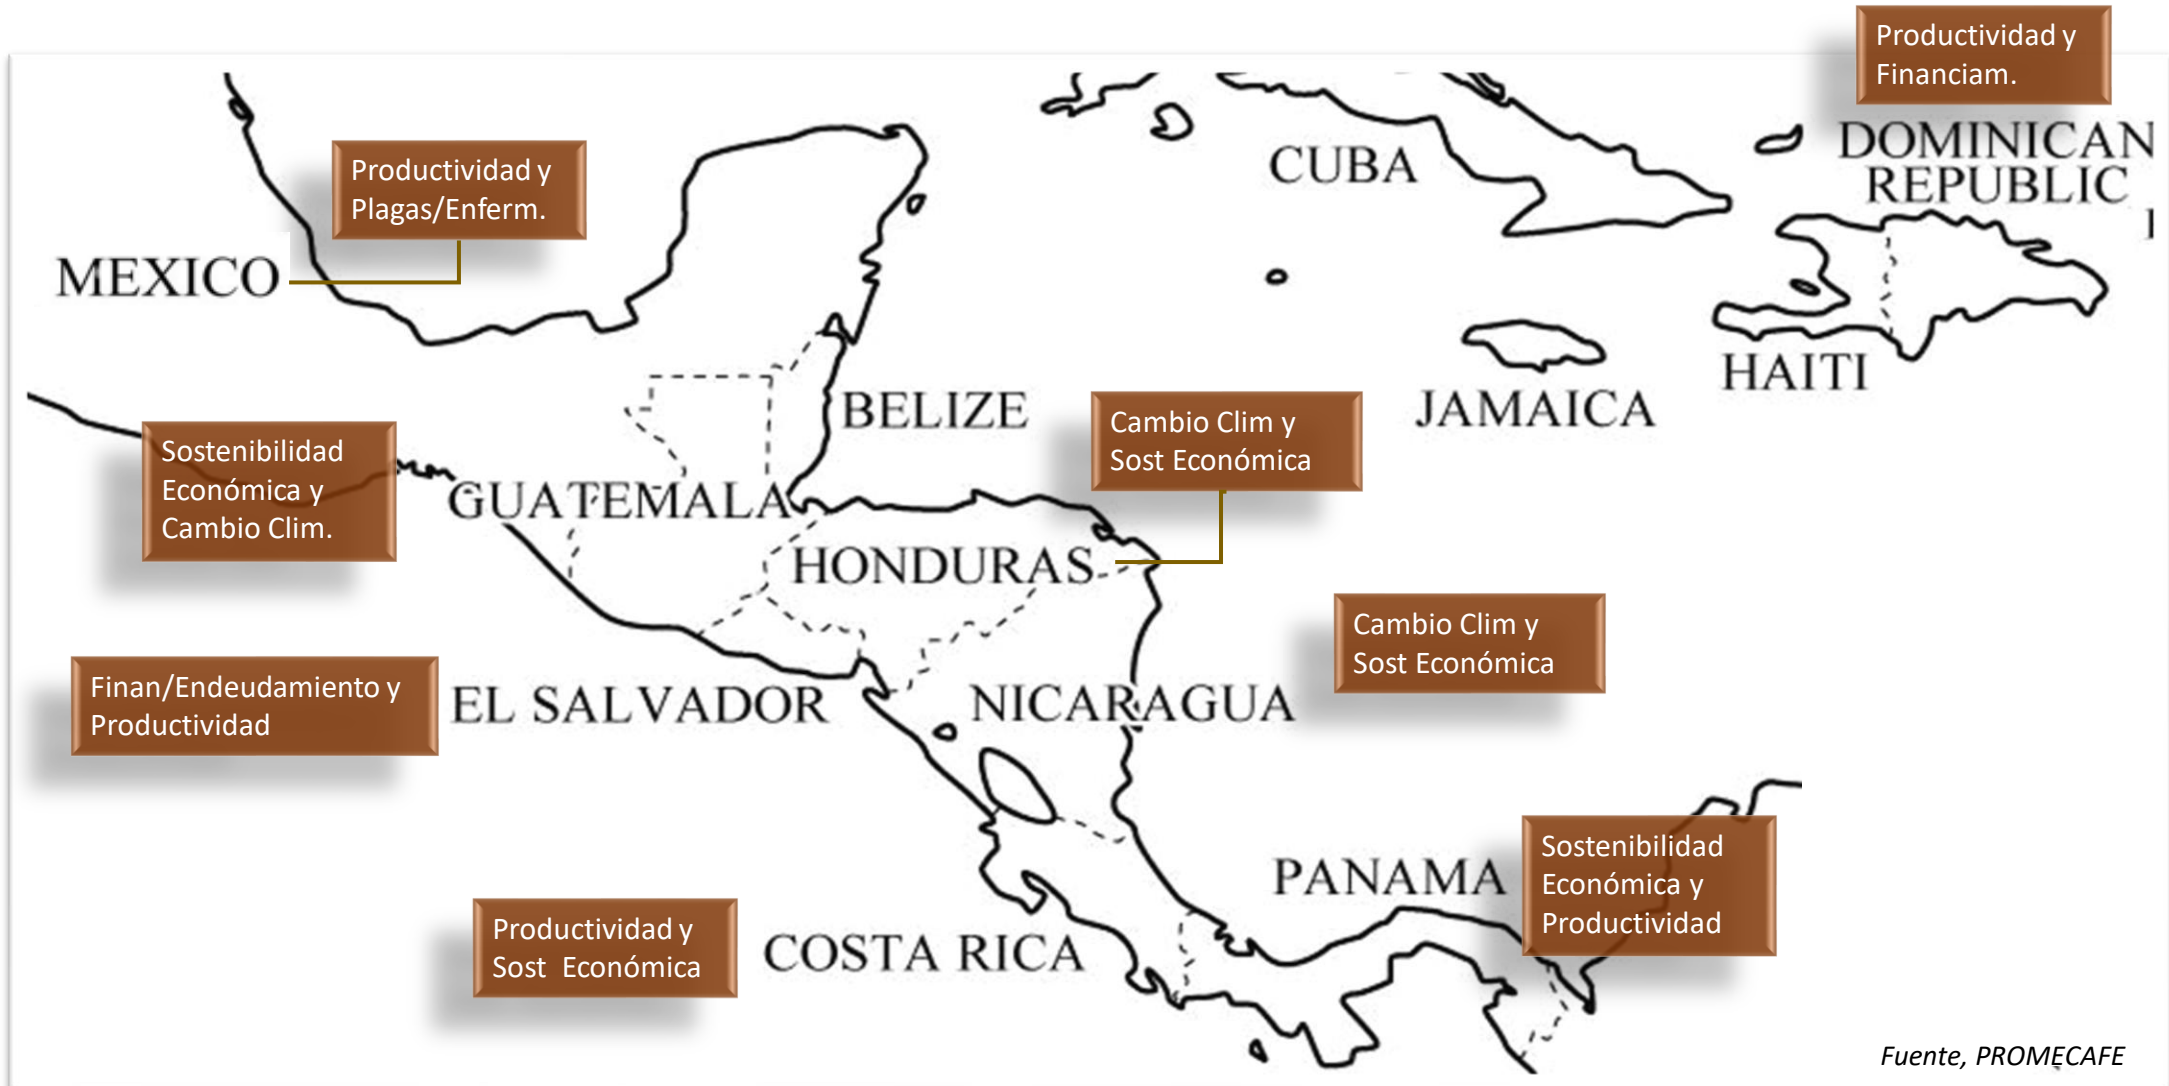 Productividad y
Financiam.
DOMINICAN
REPUBLIC
Productividad y
Plagas/Enferm.
CUBA
MEXICO
HAITI
BELIZE
JAMAICA
Cambio Clim y
Sost Económica
Sostenibilidad
Económica y
Cambio Clim.
GUATEMALA
HONDURAS
Cambio Clim y
Sost Económica
Finan/Endeudamiento y
Productividad
EL SALVADOR
NICARAGUA
PANAMA
Sostenibilidad
Económica y
Productividad
Productividad y
Sost  Económica
COSTA RICA
Fuente, PROMECAFE